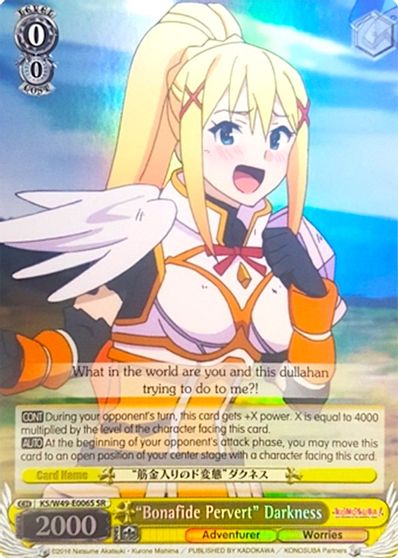 LEVEL
0
0
COST
What in the world are you and this dullahan
trying to do to me?!
CONT During your opponent's turn, this card gets +X power. X is equal to 4000
multiplied by the level of the character facing this card.
AUTO At the beginning of your opponent's attack phase, you may move this
card to an open position of your center stage with a character facing this card.
Card Name
"筋金入りのド変態" ダクネス
CH
KS/W49-E006S SR
"Bonafide Pervert" Darkness
KONOSUBA!
2000
Adventurer
Worries
©2016 Natsume Akatsuki・Kurone Mishima / PUBLISHED BY KADOKAWA / KONOSUBA Partners